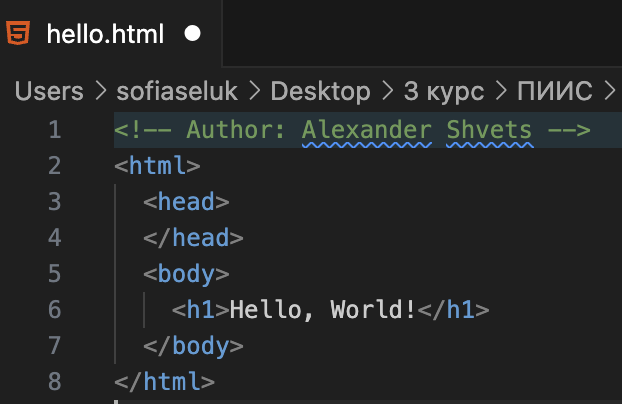 hello.html
Users > sofiaseluk > Desktop > 3 курс > ПИИС >
1 <!-- Author: Alexander Shvets -->
2 <html>
3   <head>
4   </head>
5   <body>
6     <h1>Hello, World!</h1>
7   </body>
8 </html>